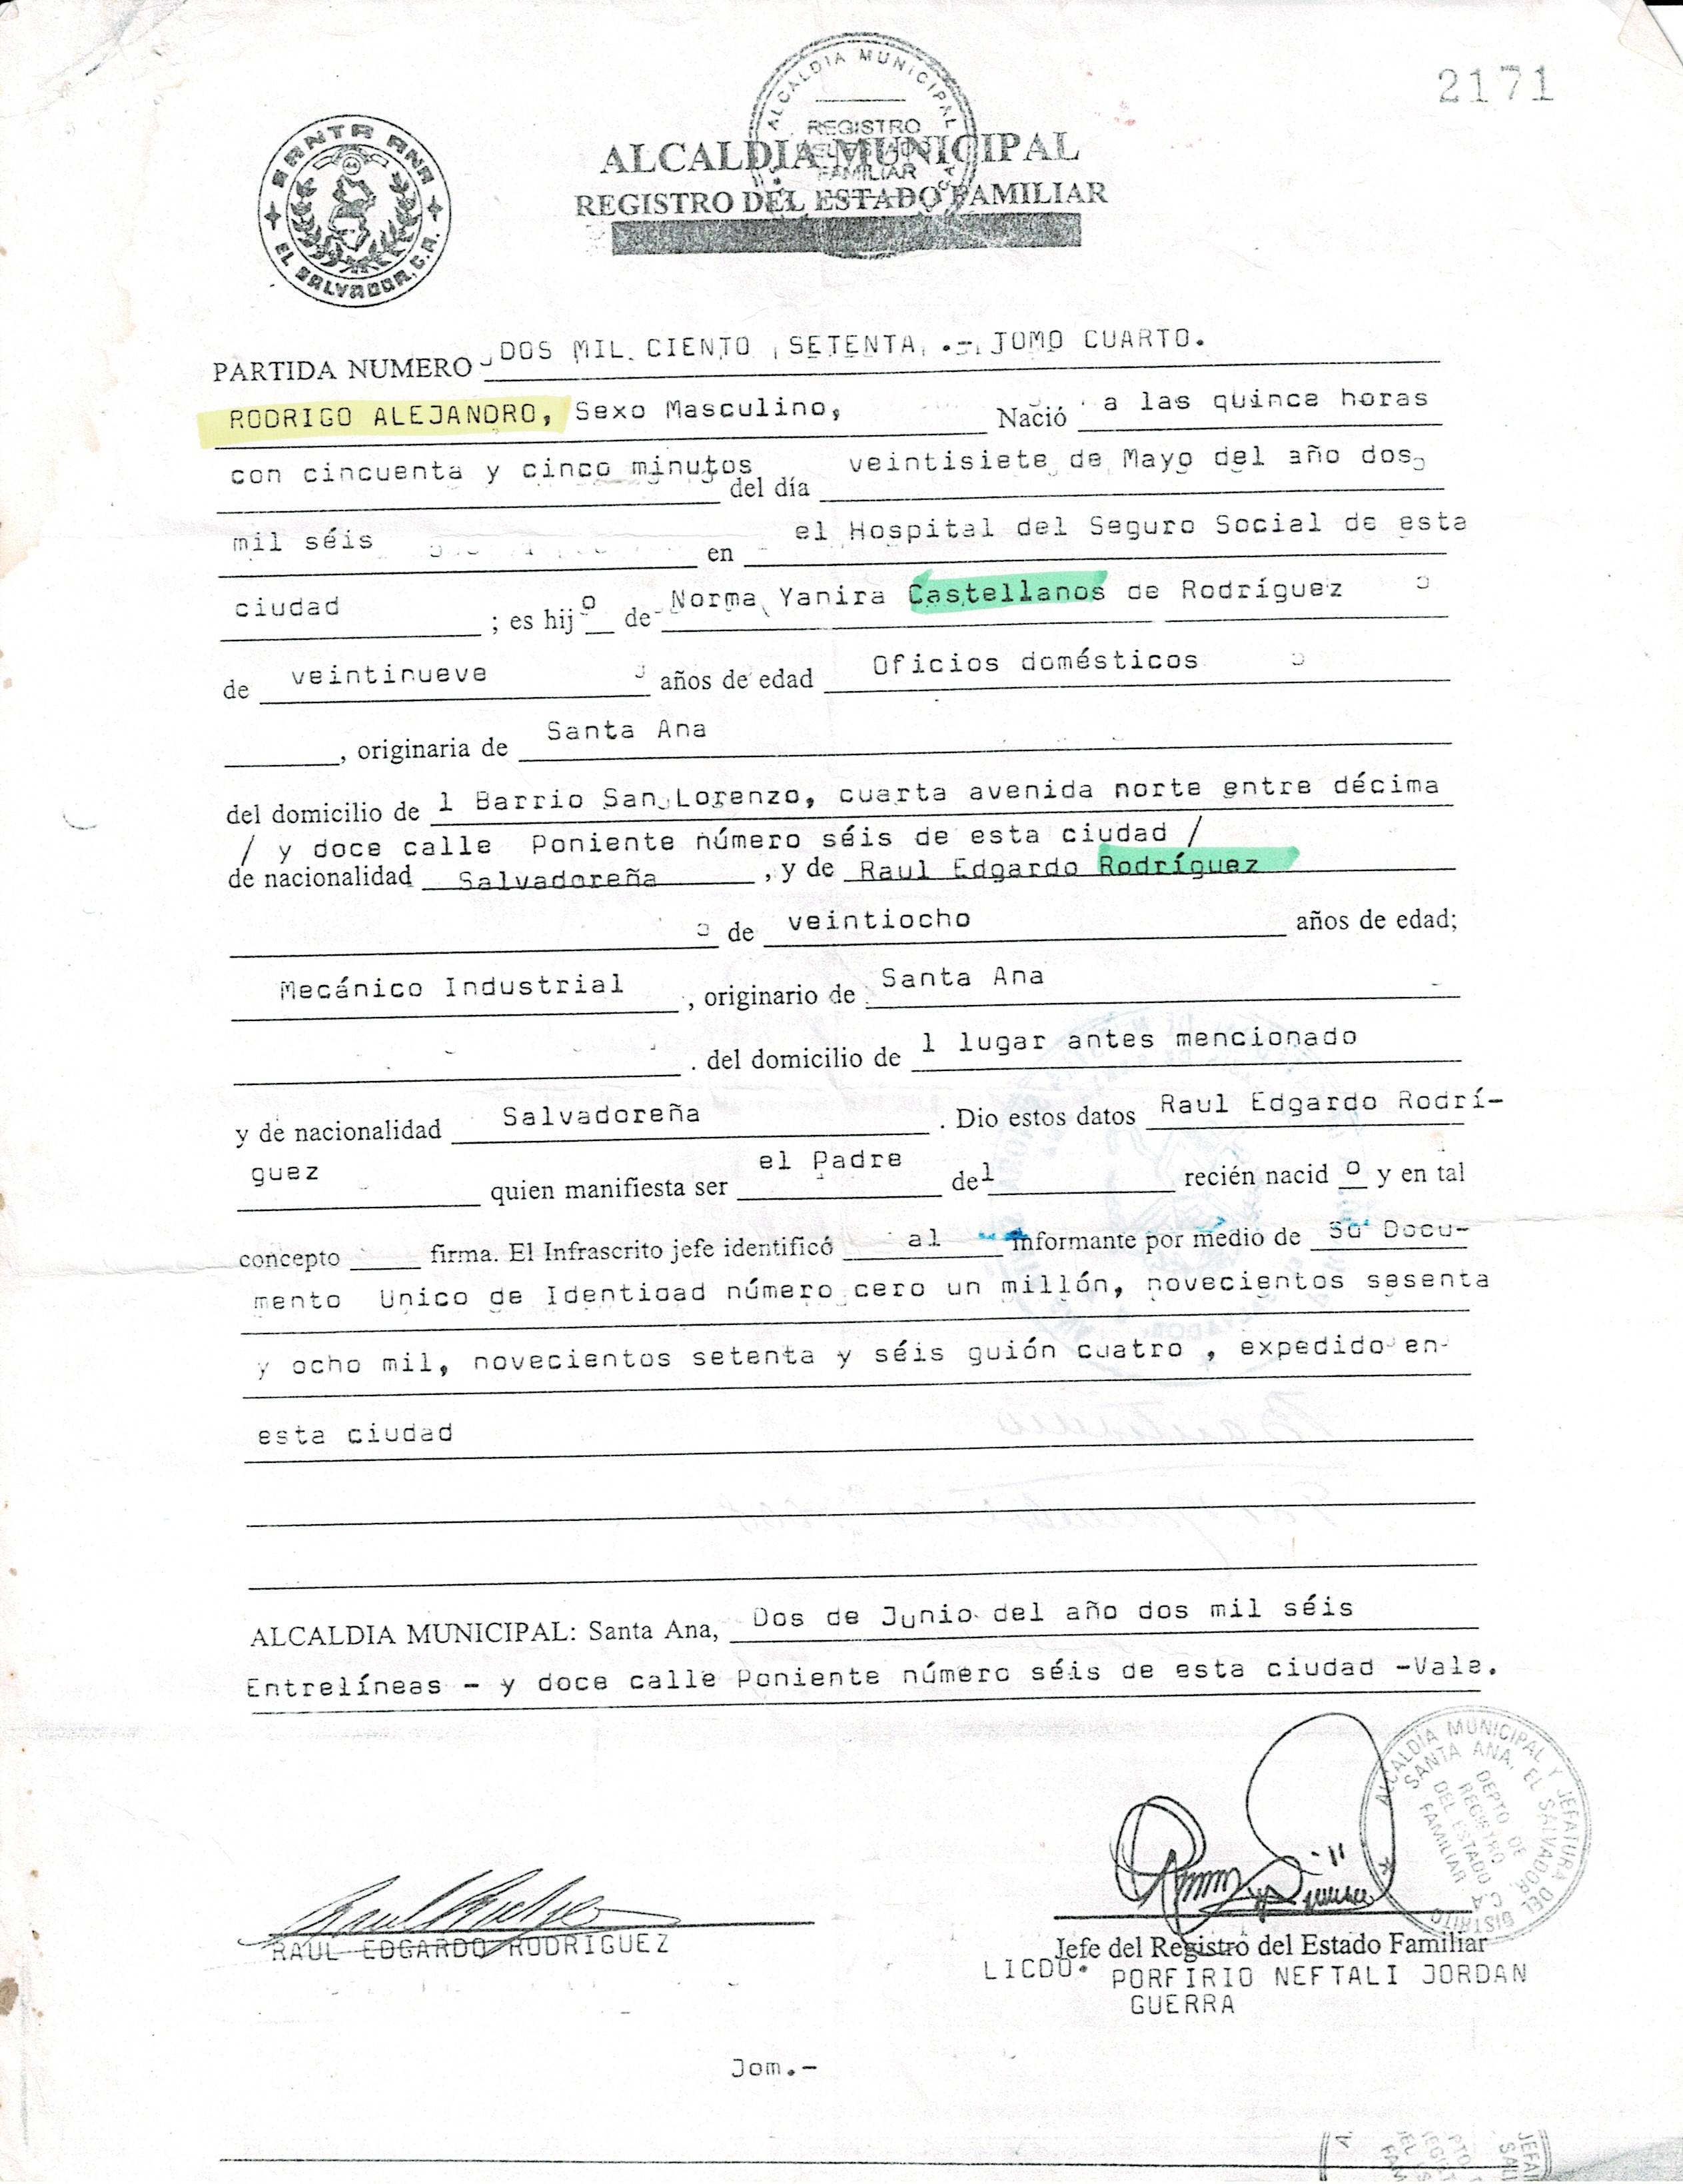 2171
SANTA ANA
EL SALVADOR, C.A.
ALCALDIA MUNICIPAL
REGISTRO
DEL ESTADO
FAMILIAR
ALCALDIA MUNICIPAL
REGISTRO DEL ESTADO FAMILIAR
PARTIDA NUMERO DOS MIL CIENTO SETENTA .- TOMO CUARTO.
RODRIGO ALEJANDRO, Sexo Masculino, Nació a las quince horas
con cincuenta y cinco minutos del día veintisiete de Mayo del año dos
mil séis en el Hospital del Seguro Social de esta
ciudad ; es hijo de Norma Yanira Castellanos de Rodríguez
de veintinueve años de edad Oficios domésticos
, originaria de Santa Ana
del domicilio de l Barrio San Lorenzo, cuarta avenida norte entre décima
/ y doce calle Poniente número séis de esta ciudad /
de nacionalidad Salvadoreña , y de Raul Edgardo Rodríguez
de veintiocho años de edad;
Mecánico Industrial , originario de Santa Ana
. del domicilio de l lugar antes mencionado
y de nacionalidad Salvadoreña . Dio estos datos Raul Edgardo Rodrí-
guez quien manifiesta ser el Padre del recién nacido y en tal
concepto firma. El Infrascrito jefe identificó al informante por medio de Su Docu-
mento Unico de Identidad número cero un millón, novecientos sesenta
y ocho mil, novecientos setenta y séis guión cuatro , expedido en
esta ciudad
ALCALDIA MUNICIPAL: Santa Ana, Dos de Junio del año dos mil séis
Entrelíneas - y doce calle Poniente número séis de esta ciudad -Vale.
ALCALDIA MUNICIPAL Y JEFATURA DEL DISTRITO
SANTA ANA, EL SALVADOR, C.A.
DEPTO DE
REGISTRO
DEL ESTADO
FAMILIAR
RAUL EDGARDO RODRIGUEZ
Jefe del Registro del Estado Familiar
LICDO. PORFIRIO NEFTALI JORDAN
GUERRA
Jom.-